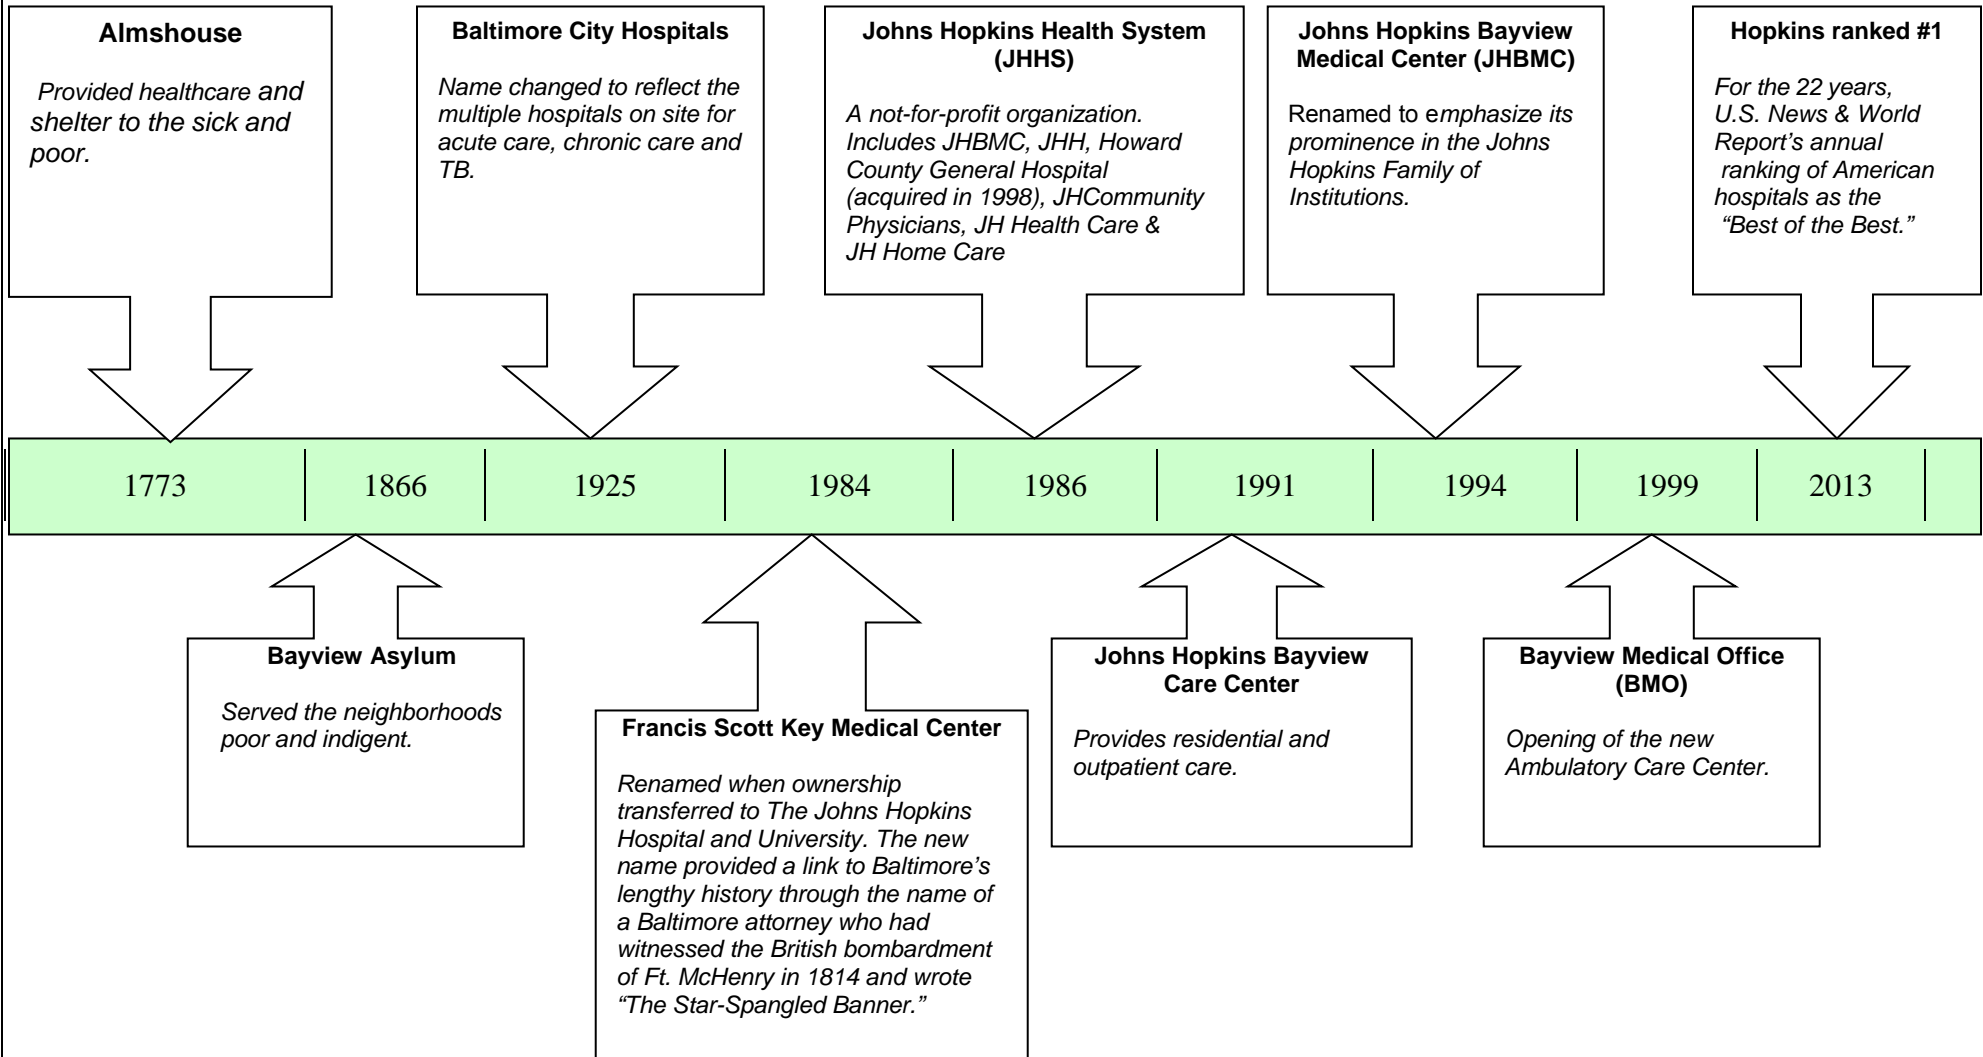 Almshouse
Provided healthcare and
shelter to the sick and
poor.
Baltimore City Hospitals
Name changed to reflect the
multiple hospitals on site for
acute care, chronic care and
TB.
Johns Hopkins Health System
(JHHS)
A not-for-profit organization.
Includes JHBMC, JHH, Howard
County General Hospital
(acquired in 1998), JHCommunity
Physicians, JH Health Care &
JH Home Care
Johns Hopkins Bayview
Medical Center (JHBMC)
Renamed to emphasize its
prominence in the Johns
Hopkins Family of
Institutions.
Hopkins ranked #1
For the 22 years,
U.S. News & World
Report’s annual
ranking of American
hospitals as the
“Best of the Best.”
1773 1866 1925 1984 1986 1991 1994 1999 2013
Bayview Asylum
Served the neighborhoods
poor and indigent.
Francis Scott Key Medical Center
Renamed when ownership
transferred to The Johns Hopkins
Hospital and University. The new
name provided a link to Baltimore’s
lengthy history through the name of
a Baltimore attorney who had
witnessed the British bombardment
of Ft. McHenry in 1814 and wrote
“The Star-Spangled Banner.”
Johns Hopkins Bayview
Care Center
Provides residential and
outpatient care.
Bayview Medical Office
(BMO)
Opening of the new
Ambulatory Care Center.